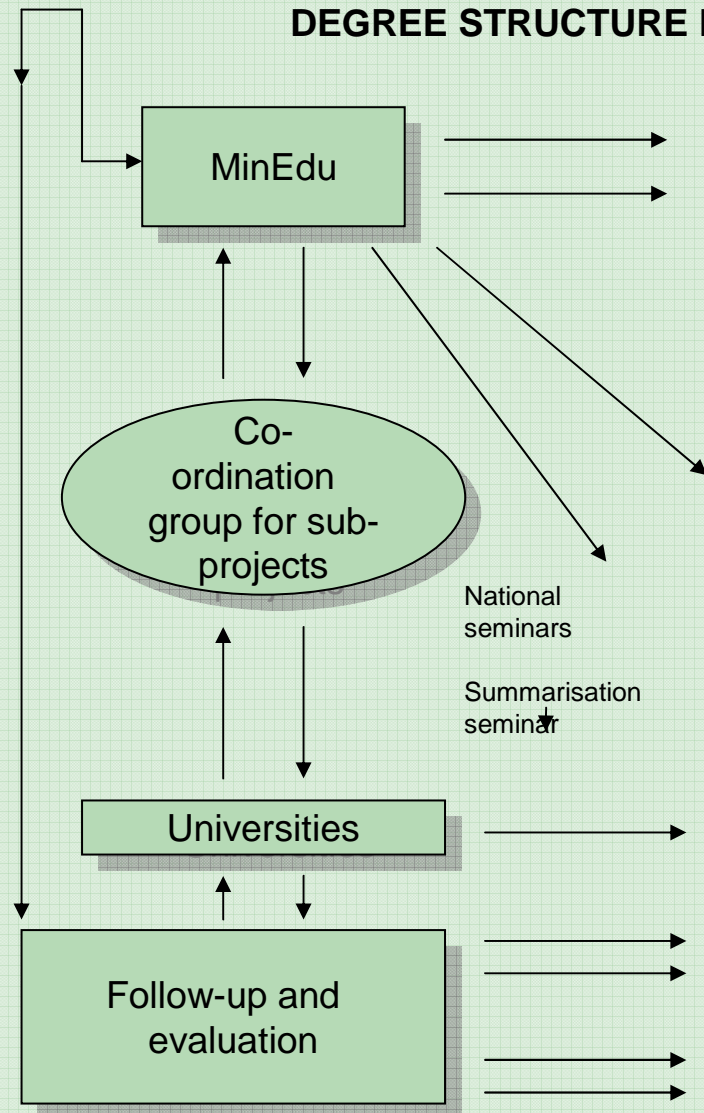 DEGREE STRUCTURE
MinEdu
Co-
ordination
group for sub-
projects
National
seminars
Summarisation
seminar
Universities
Follow-up and
evaluation